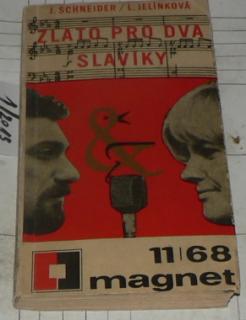 J. SCHNEIDER / L. JELÍNKOVÁ
ZLATO PRO DVA
SLAVÍKY
&
11|68
magnet